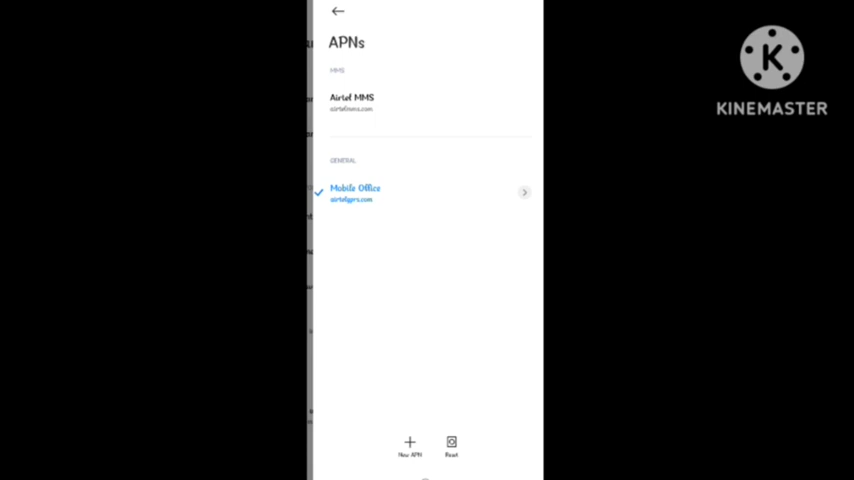 APNs
MMS
Airtel MMS
airtelmms.com
GENERAL
Mobile Office
airtelgprs.com
New APN
Reset
KINEMASTER